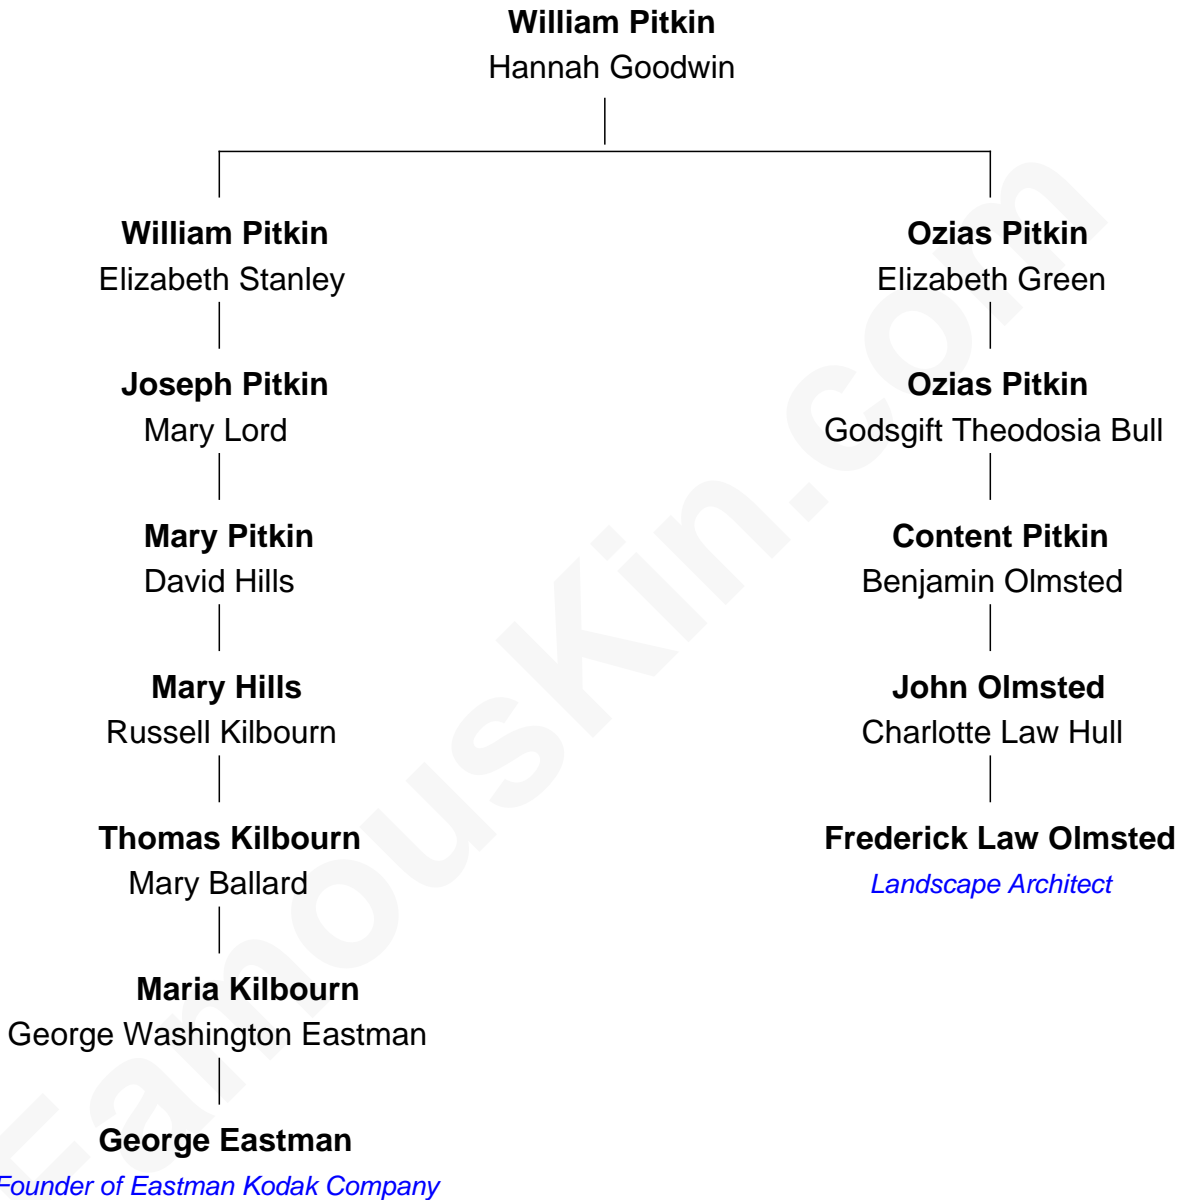 William Pitkin
Hannah Goodwin
William Pitkin
Elizabeth Stanley
Joseph Pitkin
Mary Lord
Mary Pitkin
David Hills
Mary Hills
Russell Kilbourn
Thomas Kilbourn
Mary Ballard
Maria Kilbourn
George Washington Eastman
George Eastman
Founder of Eastman Kodak Company
Ozias Pitkin
Elizabeth Green
Ozias Pitkin
Godsgift Theodosia Bull
Content Pitkin
Benjamin Olmsted
John Olmsted
Charlotte Law Hull
Frederick Law Olmsted
Landscape Architect
FamousKin.com